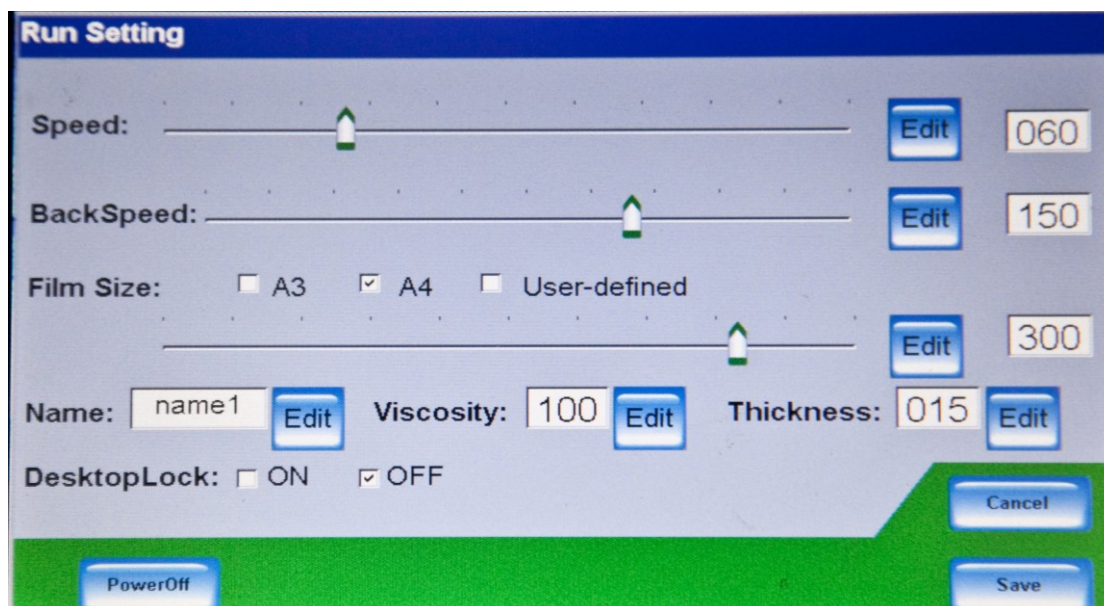 Run Setting
Speed: Edit 060
BackSpeed: Edit 150
Film Size: A3 A4 User-defined
Edit 300
Name: name1 Edit Viscosity: 100 Edit Thickness: 015 Edit
DesktopLock: ON OFF
Cancel
PowerOff Save